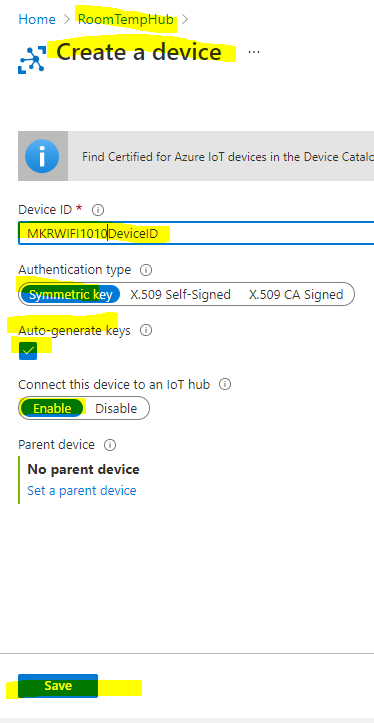 Home > RoomTempHub >
Create a device ...
Find Certified for Azure IoT devices in the Device Catalo
Device ID *
MKRWIFI1010DeviceID
Authentication type
Symmetric key X.509 Self-Signed X.509 CA Signed
Auto-generate keys
Connect this device to an IoT hub
Enable Disable
Parent device
No parent device
Set a parent device
Save